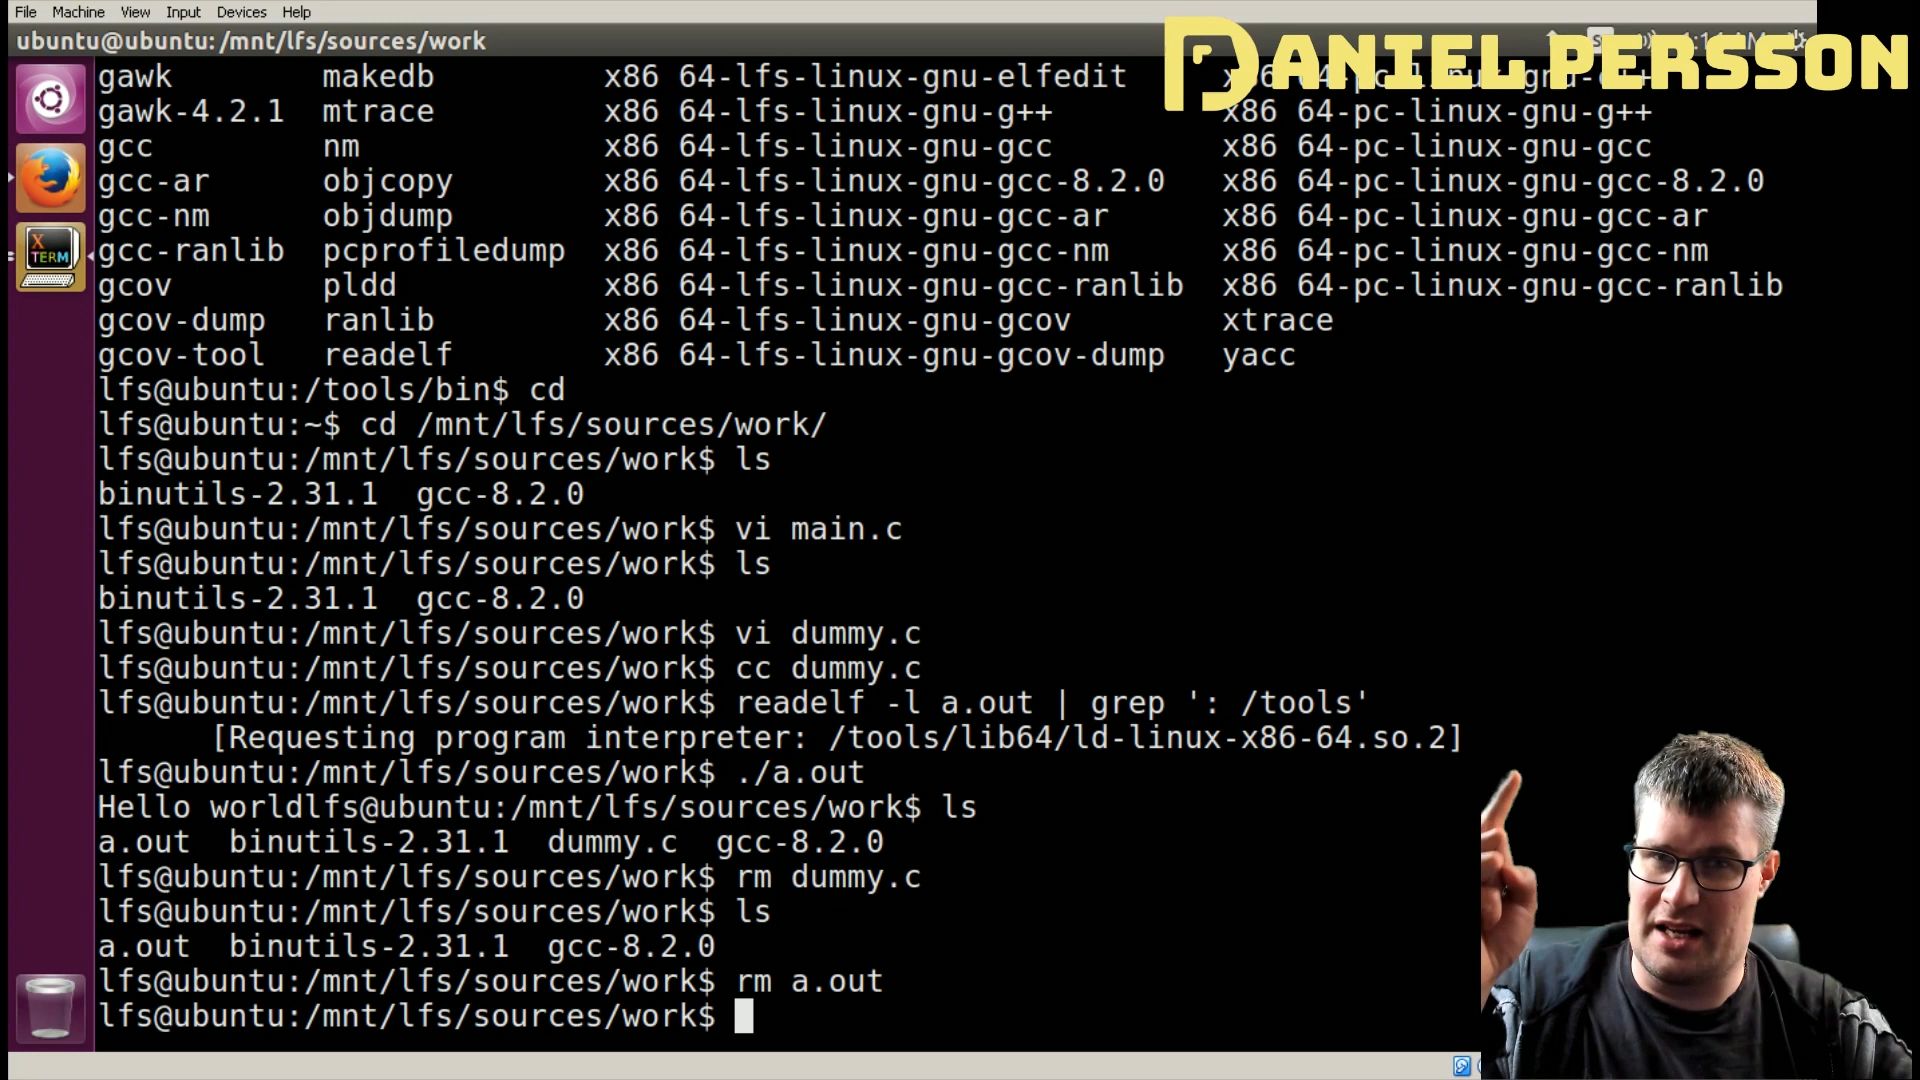 File Machine View Input Devices Help
ubuntu@ubuntu: /mnt/lfs/sources/work
DANIEL PERSSON
gawk makedb x86 64-lfs-linux-gnu-elfedit
gawk-4.2.1 mtrace x86 64-lfs-linux-gnu-g++ x86 64-pc-linux-gnu-g++
gcc nm x86 64-lfs-linux-gnu-gcc x86 64-pc-linux-gnu-gcc
gcc-ar objcopy x86 64-lfs-linux-gnu-gcc-8.2.0 x86 64-pc-linux-gnu-gcc-8.2.0
gcc-nm objdump x86 64-lfs-linux-gnu-gcc-ar x86 64-pc-linux-gnu-gcc-ar
gcc-ranlib pcprofiledump x86 64-lfs-linux-gnu-gcc-nm x86 64-pc-linux-gnu-gcc-nm
gcov pldd x86 64-lfs-linux-gnu-gcc-ranlib x86 64-pc-linux-gnu-gcc-ranlib
gcov-dump ranlib x86 64-lfs-linux-gnu-gcov xtrace
gcov-tool readelf x86 64-lfs-linux-gnu-gcov-dump yacc
lfs@ubuntu:/tools/bin$ cd
lfs@ubuntu:~$ cd /mnt/lfs/sources/work/
lfs@ubuntu:/mnt/lfs/sources/work$ ls
binutils-2.31.1 gcc-8.2.0
lfs@ubuntu:/mnt/lfs/sources/work$ vi main.c
lfs@ubuntu:/mnt/lfs/sources/work$ ls
binutils-2.31.1 gcc-8.2.0
lfs@ubuntu:/mnt/lfs/sources/work$ vi dummy.c
lfs@ubuntu:/mnt/lfs/sources/work$ cc dummy.c
lfs@ubuntu:/mnt/lfs/sources/work$ readelf -l a.out | grep ': /tools'
[Requesting program interpreter: /tools/lib64/ld-linux-x86-64.so.2]
lfs@ubuntu:/mnt/lfs/sources/work$ ./a.out
Hello worldlfs@ubuntu:/mnt/lfs/sources/work$ ls
a.out binutils-2.31.1 dummy.c gcc-8.2.0
lfs@ubuntu:/mnt/lfs/sources/work$ rm dummy.c
lfs@ubuntu:/mnt/lfs/sources/work$ ls
a.out binutils-2.31.1 gcc-8.2.0
lfs@ubuntu:/mnt/lfs/sources/work$ rm a.out
lfs@ubuntu:/mnt/lfs/sources/work$
X
TERM